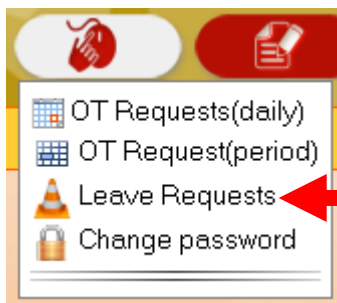 OT Requests(daily)
OT Request(period)
Leave Requests
Change password